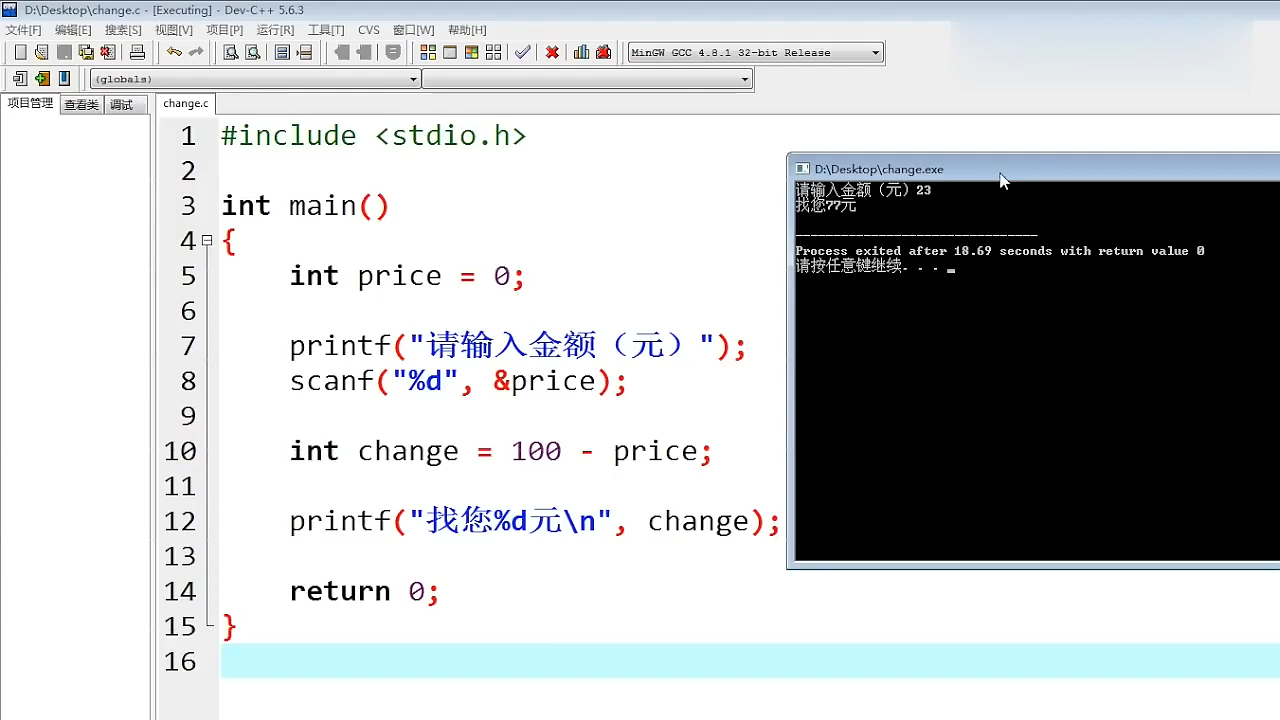 D:\Desktop\change.c - [Executing] - Dev-C++ 5.6.3
文件[F] 编辑[E] 搜索[S] 视图[V] 项目[P] 运行[R] 工具[T] CVS 窗口[W] 帮助[H]
MinGW GCC 4.8.1 32-bit Release
(globals)
项目管理 查看类 调试 change.c
1 #include <stdio.h>
2
3 int main()
4 {
5 int price = 0;
6
7 printf("请输入金额（元）");
8 scanf("%d", &price);
9
10 int change = 100 - price;
11
12 printf("找您%d元\n", change);
13
14 return 0;
15 }
16
D:\Desktop\change.exe
请输入金额（元）23
找您77元
--------------------------------
Process exited after 18.69 seconds with return value 0
请按任意键继续. . .